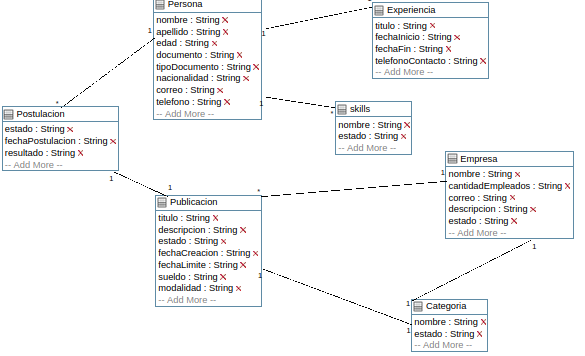 Persona
nombre : String
apellido : String
edad : String
documento : String
tipoDocumento : String
nacionalidad : String
correo : String
telefono : String
-- Add More --
Experiencia
titulo : String
fechaInicio : String
fechaFin : String
telefonoContacto : String
-- Add More --
1
1
1
*
*
Postulacion
estado : String
fechaPostulacion : String
resultado : String
-- Add More --
skills
nombre : String
estado : String
-- Add More --
1
1
*
1
Empresa
nombre : String
cantidadEmpleados : String
correo : String
descripcion : String
estado : String
-- Add More --
Publicacion
titulo : String
descripcion : String
estado : String
fechaCreacion : String
fechaLimite : String
sueldo : String
modalidad : String
-- Add More --
1
1
1
1
Categoria
nombre : String
estado : String
-- Add More --